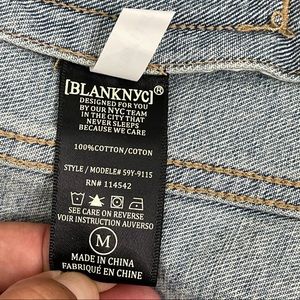 [BLANKNYC]®
DESIGNED FOR YOU
BY OUR NYC TEAM
IN THE CITY THAT
NEVER SLEEPS
BECAUSE WE CARE
100%COTTON/COTON
STYLE / MODELE# 59Y-9115
RN# 114542
SEE CARE ON REVERSE
VOIR INSTRUCTION AUVERSO
M
MADE IN CHINA
FABRIQUÉ EN CHINE